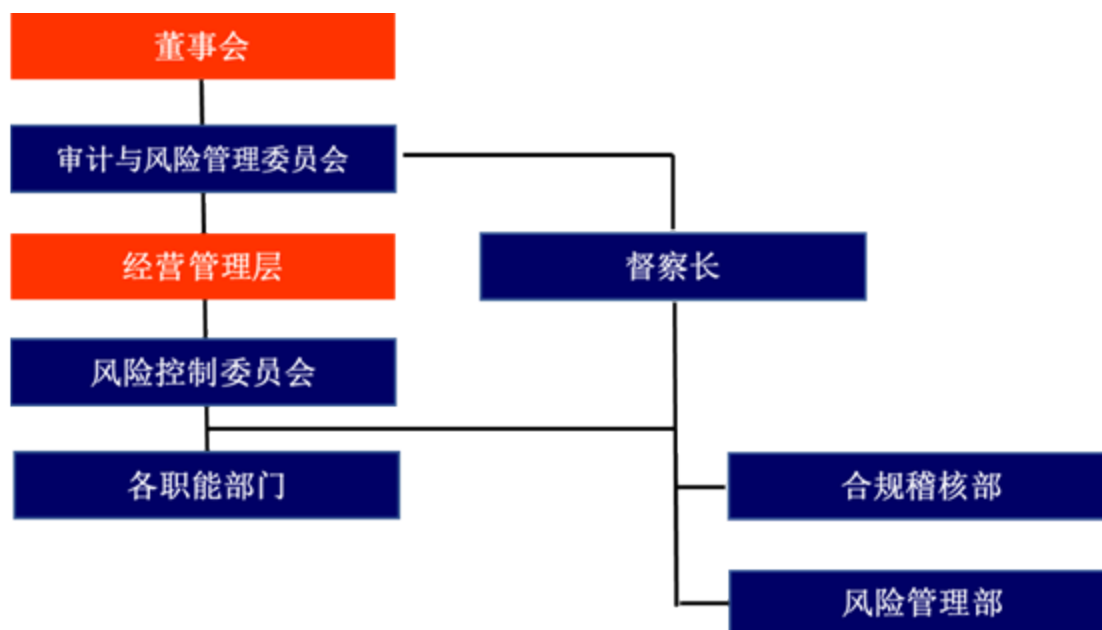 董事会
审计与风险管理委员会
经营管理层
督察长
风险控制委员会
各职能部门
合规稽核部
风险管理部